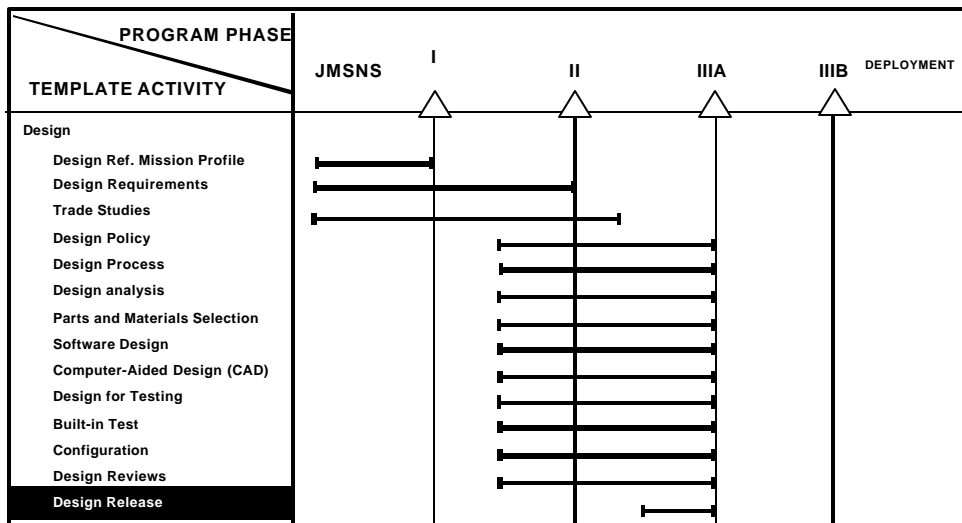 PROGRAM PHASE
TEMPLATE ACTIVITY
JMSNS
I
II
IIIA
IIIB
DEPLOYMENT
Design
Design Ref. Mission Profile
Design Requirements
Trade Studies
Design Policy
Design Process
Design analysis
Parts and Materials Selection
Software Design
Computer-Aided Design (CAD)
Design for Testing
Built-in Test
Configuration
Design Reviews
Design Release